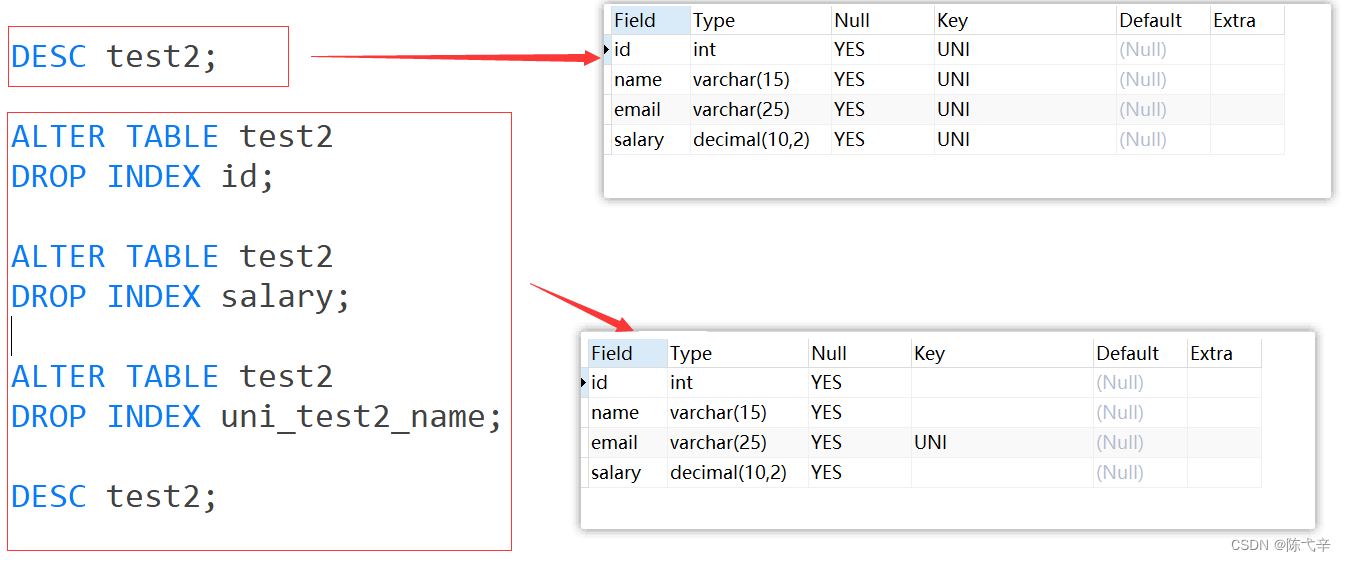 DESC test2;
Field Type Null Key Default Extra
id int YES UNI (Null)
name varchar(15) YES UNI (Null)
email varchar(25) YES UNI (Null)
salary decimal(10,2) YES UNI (Null)
ALTER TABLE test2
DROP INDEX id;
ALTER TABLE test2
DROP INDEX salary;
ALTER TABLE test2
DROP INDEX uni_test2_name;
DESC test2;
Field Type Null Key Default Extra
id int YES (Null)
name varchar(15) YES (Null)
email varchar(25) YES UNI (Null)
salary decimal(10,2) YES (Null)
CSDN @陈弋辛